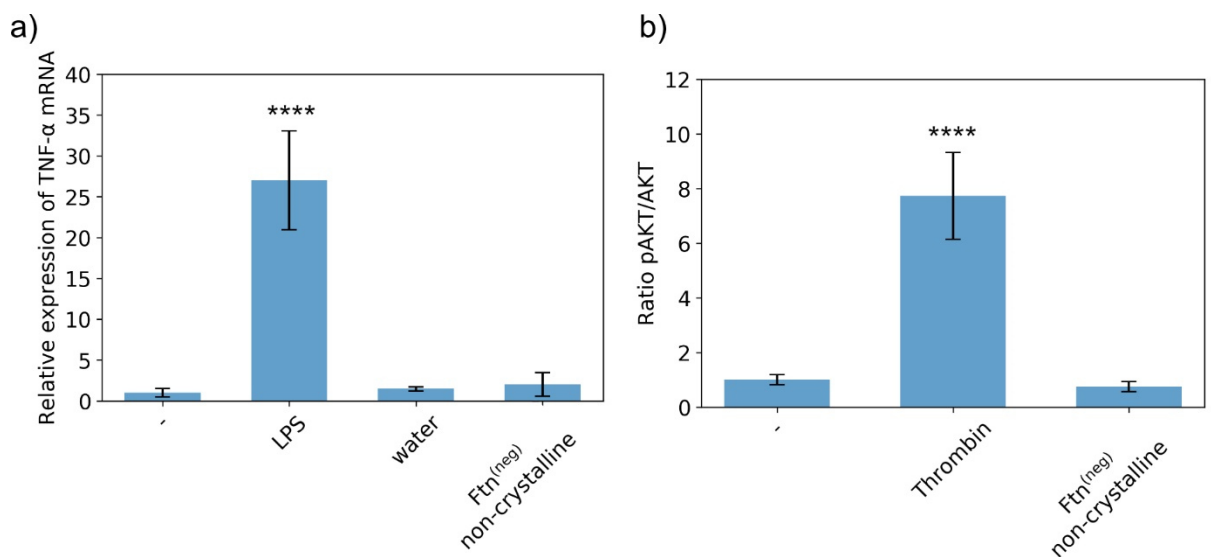 a)
Relative expression of TNF-α mRNA
40
35
30
25
20
15
10
5
0
****
-
LPS
water
Ftn(neg)
non-crystalline
b)
Ratio pAKT/AKT
12
10
8
6
4
2
0
****
-
Thrombin
Ftn(neg)
non-crystalline